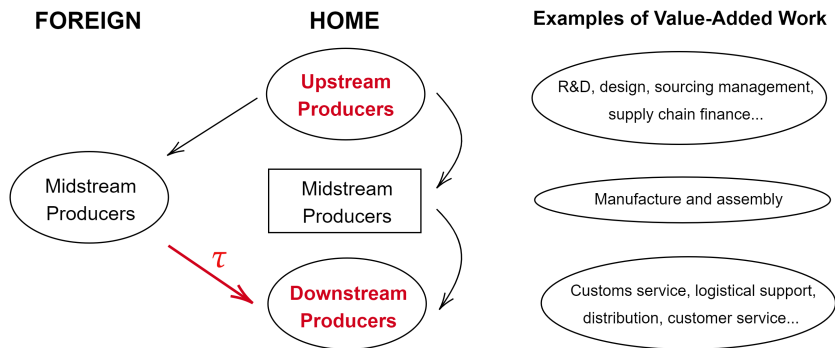 FOREIGN
HOME
Examples of Value-Added Work
Upstream
Producers
R&D, design, sourcing management,
supply chain finance...
Midstream
Producers
Midstream
Producers
Manufacture and assembly
τ
Downstream
Producers
Customs service, logistical support,
distribution, customer service...